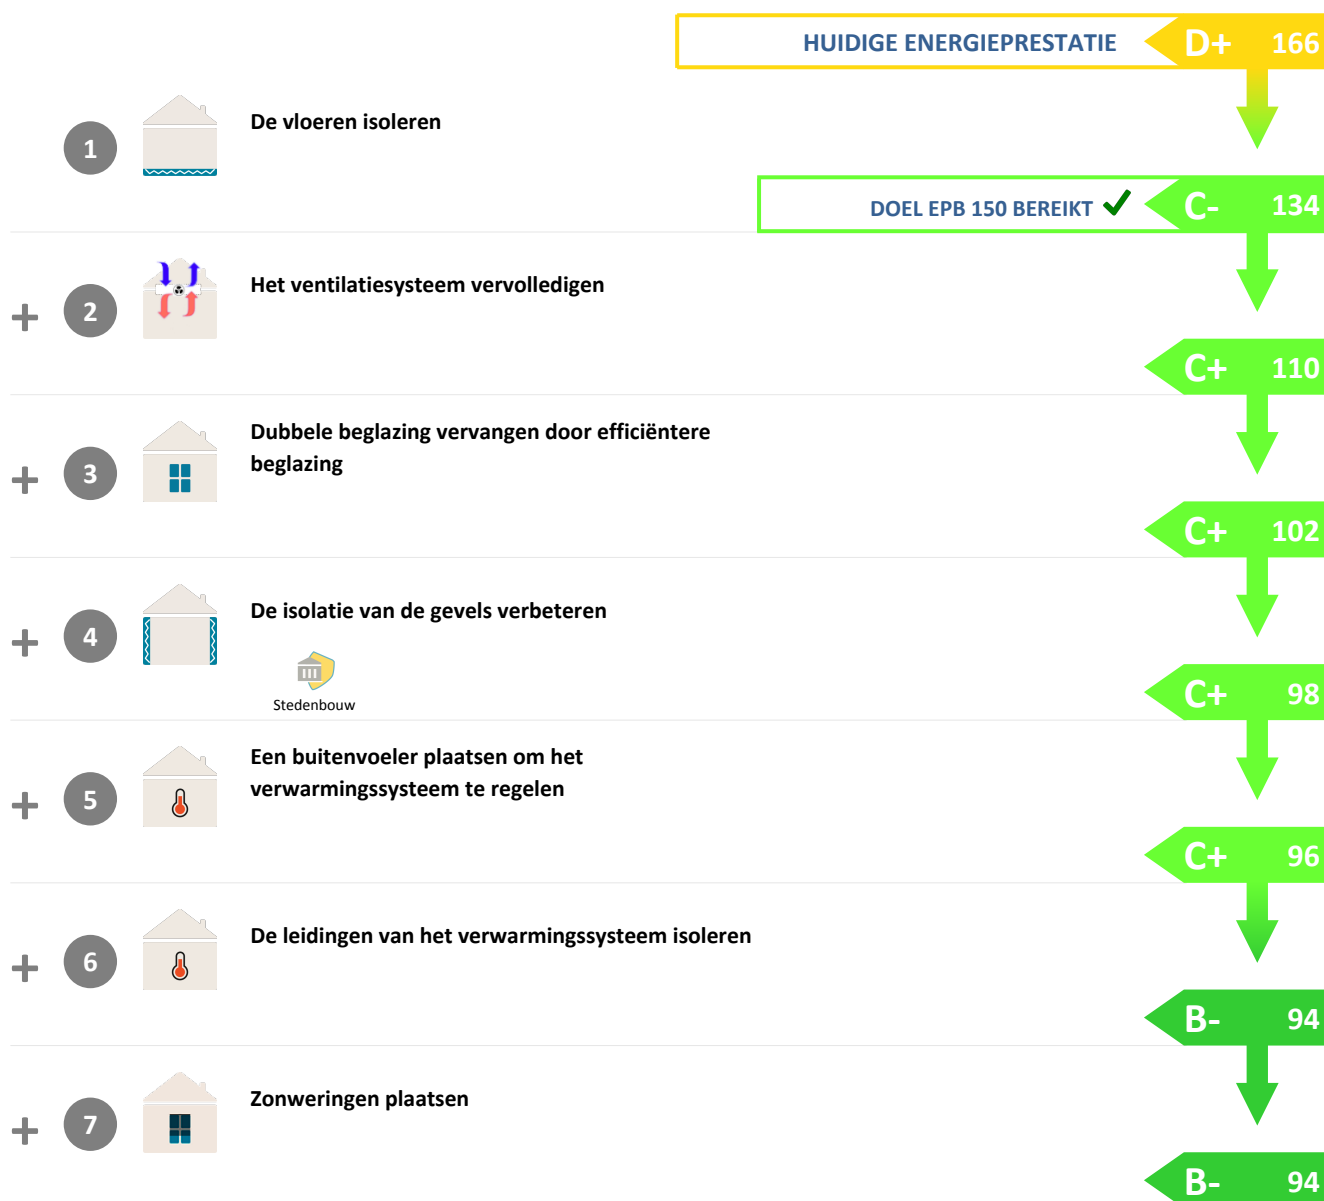 HUIDIGE ENERGIEPRESTATIE D+ 166
1 De vloeren isoleren
DOEL EPB 150 BEREIKT ✔ C- 134
+ 2 Het ventilatiesysteem vervolledigen
C+ 110
+ 3 Dubbele beglazing vervangen door efficiëntere
beglazing
C+ 102
+ 4 De isolatie van de gevels verbeteren
Stedenbouw
C+ 98
+ 5 Een buitenvoeler plaatsen om het
verwarmingssysteem te regelen
C+ 96
+ 6 De leidingen van het verwarmingssysteem isoleren
B- 94
+ 7 Zonweringen plaatsen
B- 94